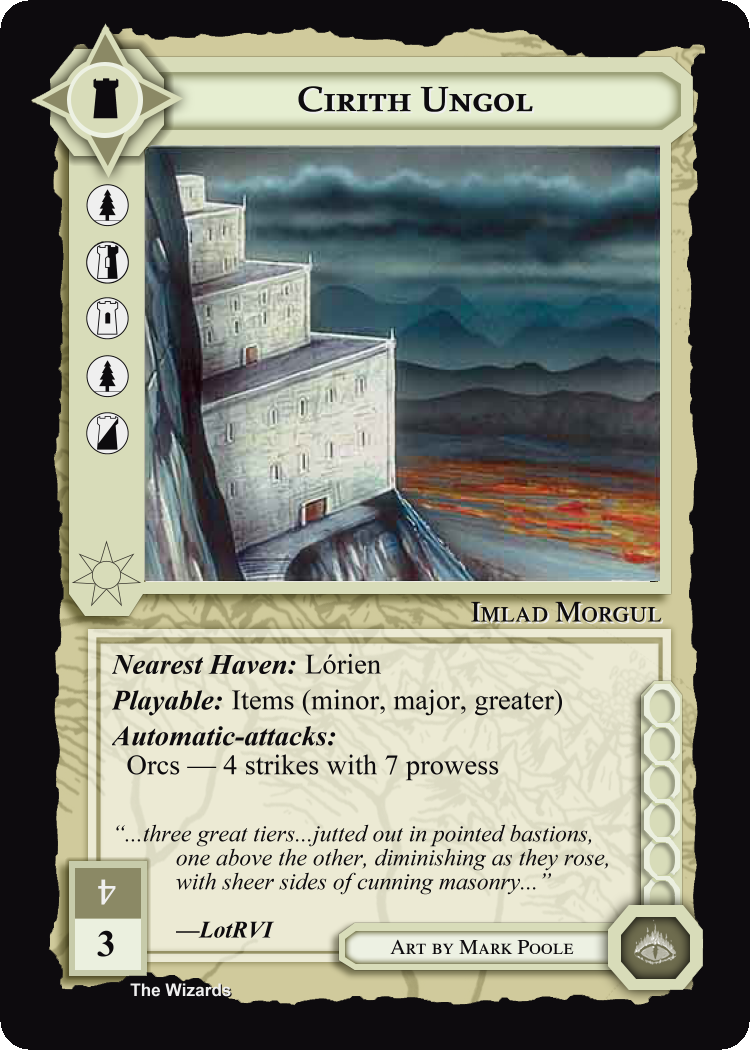 Cirith Ungol
Imlad Morgul
Nearest Haven: Lórien
Playable: Items (minor, major, greater)
Automatic-attacks:
Orcs — 4 strikes with 7 prowess
“...three great tiers...jutted out in pointed bastions,
one above the other, diminishing as they rose,
with sheer sides of cunning masonry...”
4
3
—LotRVI
Art by Mark Poole
The Wizards